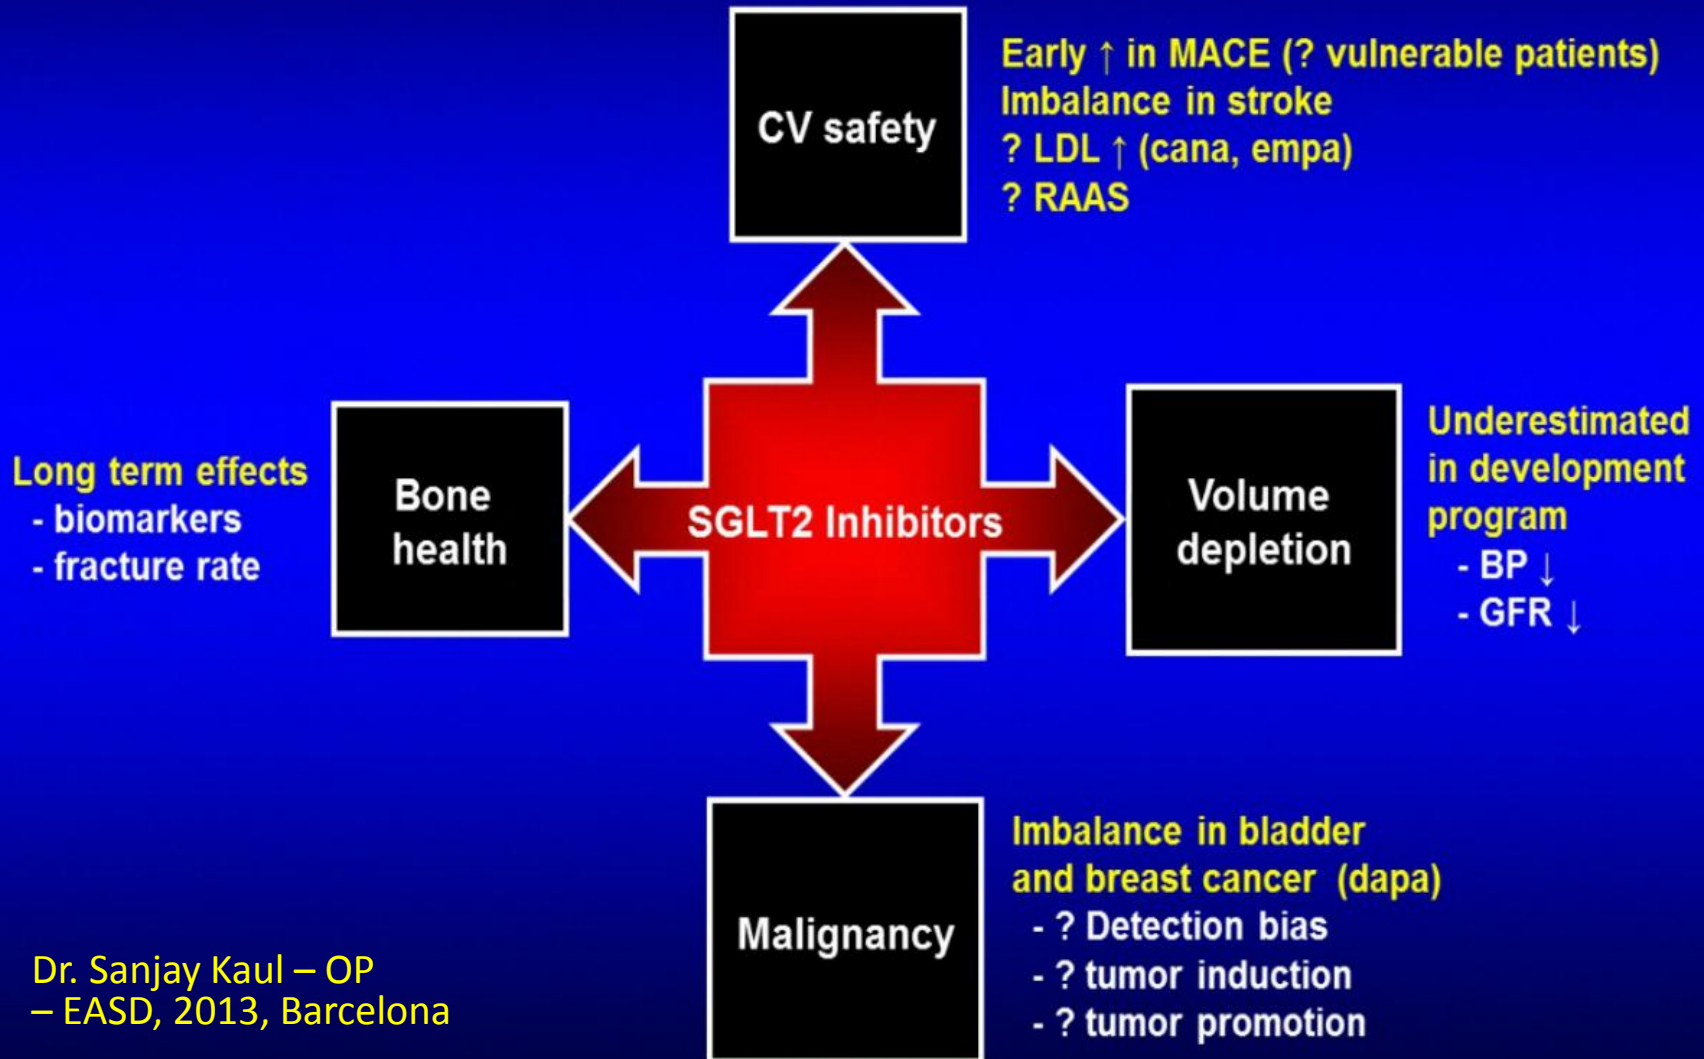 CV safety
Early ↑ in MACE (? vulnerable patients)
Imbalance in stroke
? LDL ↑ (cana, empa)
? RAAS
Long term effects
- biomarkers
- fracture rate
Bone
health
SGLT2 Inhibitors
Volume
depletion
Underestimated
in development
program
- BP ↓
- GFR ↓
Malignancy
Imbalance in bladder
and breast cancer (dapa)
- ? Detection bias
- ? tumor induction
- ? tumor promotion
Dr. Sanjay Kaul – OP
– EASD, 2013, Barcelona